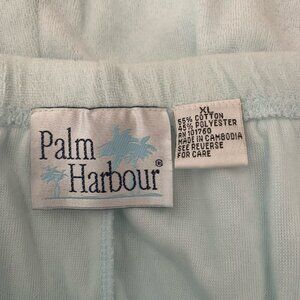 Palm
Harbour®
XL
55% COTTON
45% POLYESTER
RN 101760
MADE IN CAMBODIA
SEE REVERSE
FOR CARE